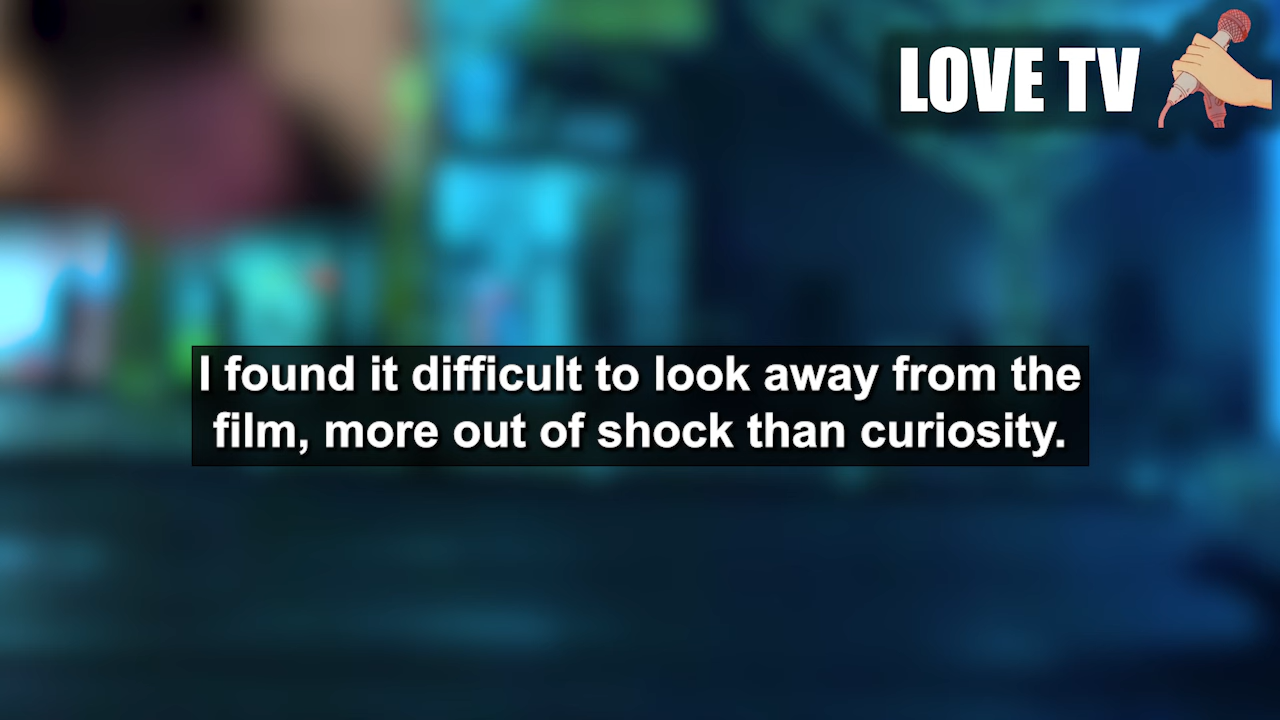 LOVE TV
I found it difficult to look away from the
film, more out of shock than curiosity.